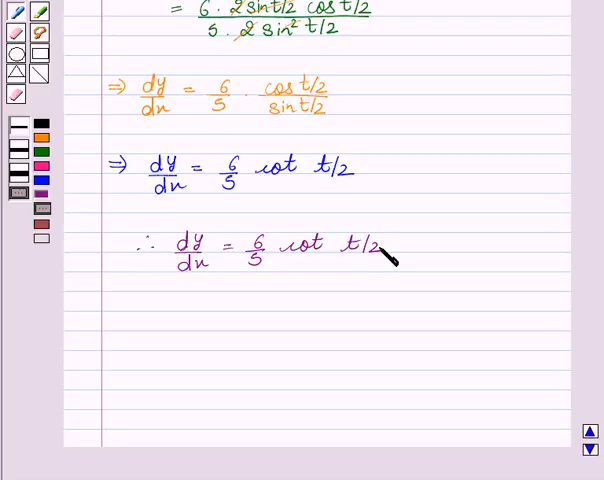 = 6 · 2 sin t/2 cos t/2 / 5 · 2 sin² t/2
⇒ dy/dx = 6/5 · cos t/2 / sin t/2
⇒ dy/dx = 6/5 cot t/2
∴ dy/dx = 6/5 cot t/2